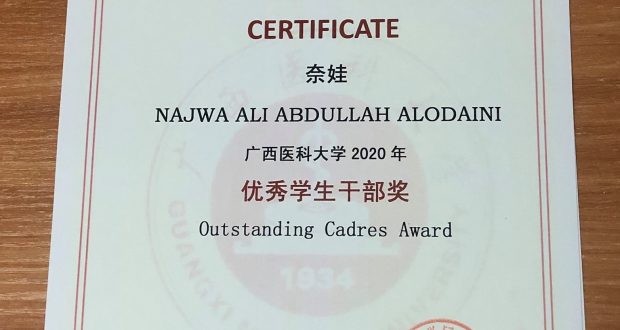 CERTIFICATE
奈娃
NAJWA ALI ABDULLAH ALODAINI
广西医科大学 2020 年
优秀学生干部奖
Outstanding Cadres Award
1934